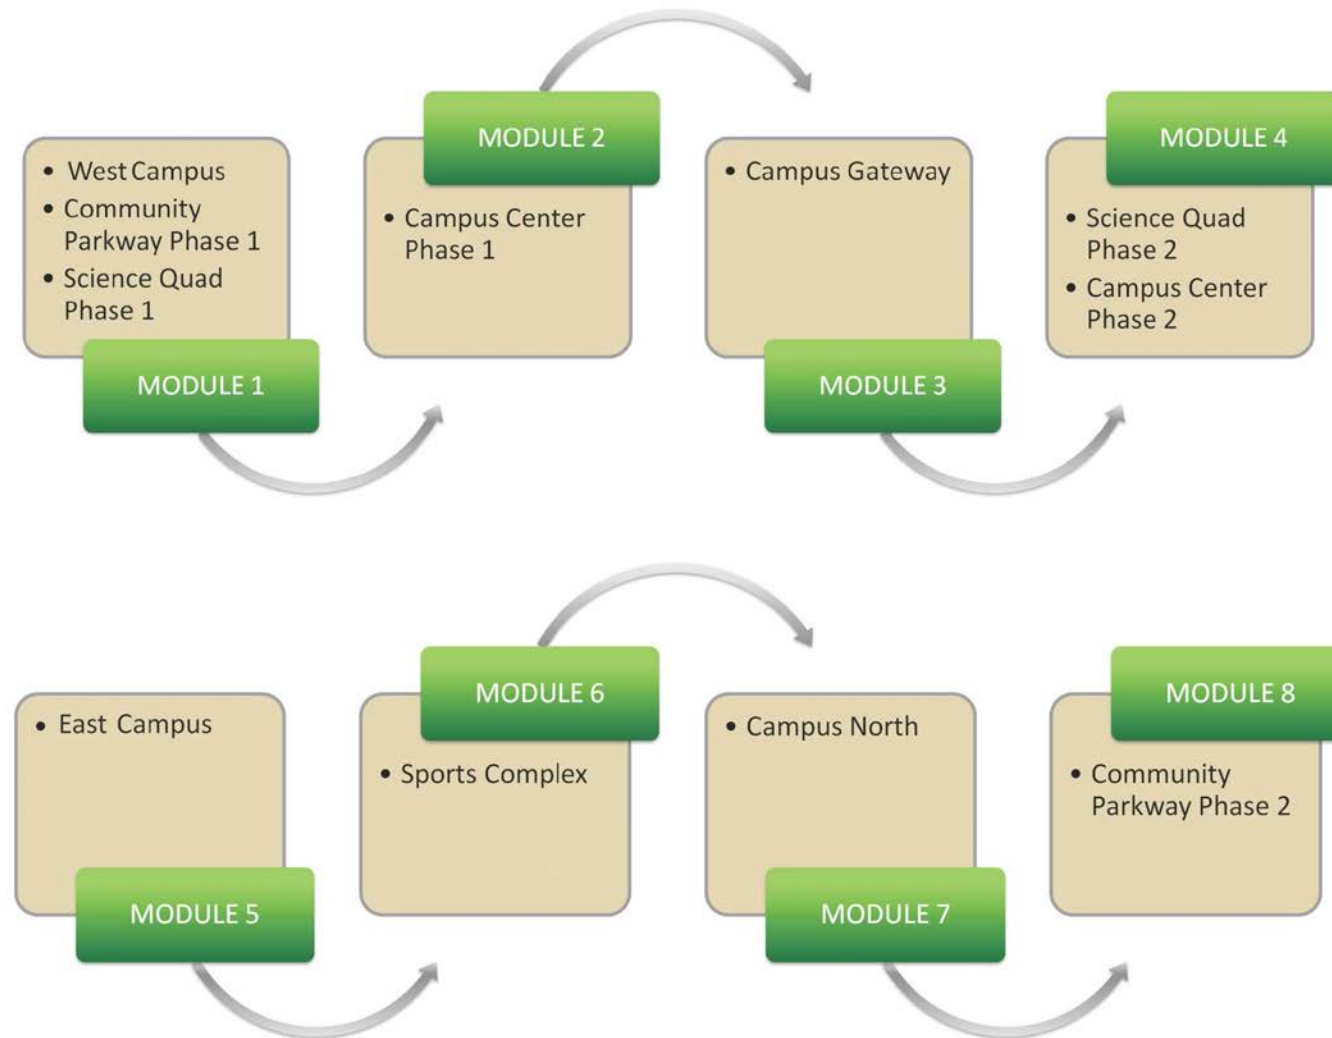 MODULE 2
MODULE 4
• West Campus
• Community
Parkway Phase 1
• Science Quad
Phase 1
MODULE 1
• Campus Center
Phase 1
• Campus Gateway
MODULE 3
• Science Quad
Phase 2
• Campus Center
Phase 2
MODULE 6
MODULE 8
• East Campus
MODULE 5
• Sports Complex
• Campus North
MODULE 7
• Community
Parkway Phase 2